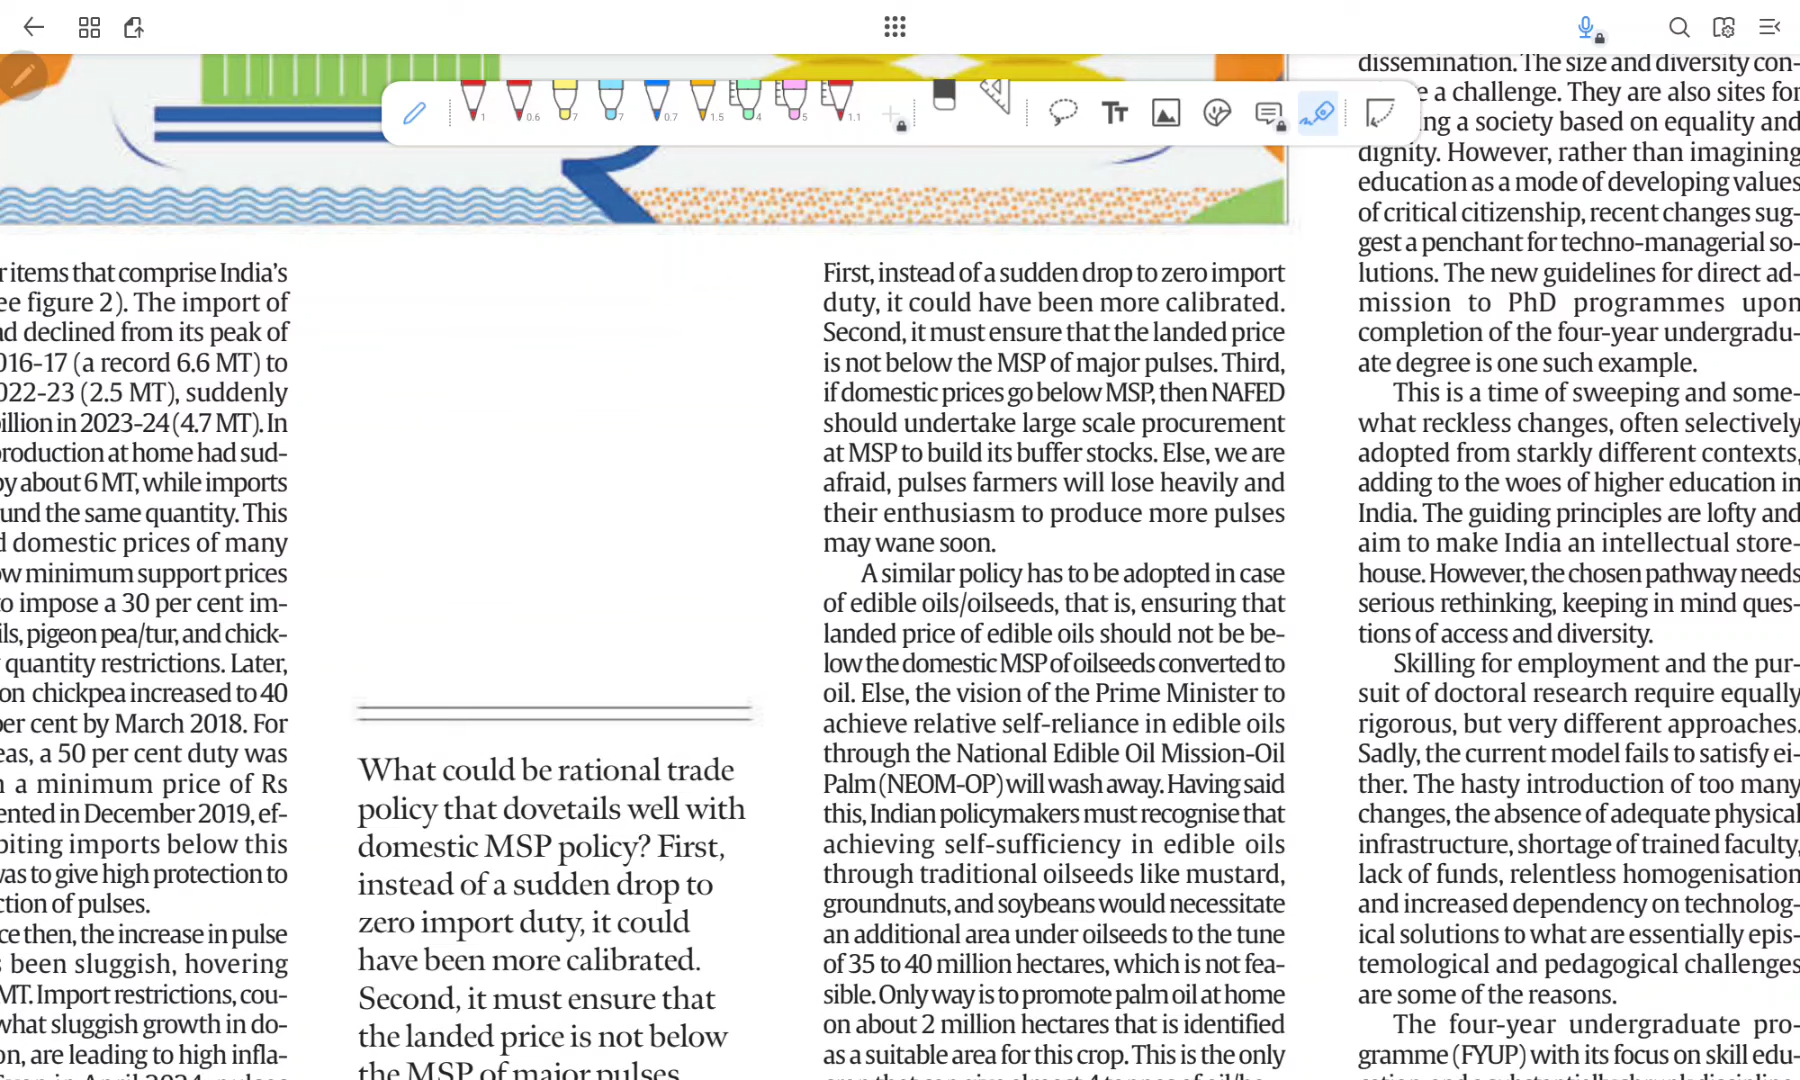 1
0.6
7
7
0.7
1.5
4
5
1.1
Tт
r items that comprise India's
ee figure 2). The import of
d declined from its peak of
016-17 (a record 6.6 MT) to
022-23 (2.5 MT), suddenly
illion in 2023-24 (4.7 MT). In
roduction at home had sud-
y about 6 MT, while imports
und the same quantity. This
d domestic prices of many
ow minimum support prices
to impose a 30 per cent im-
ils, pigeon pea/tur, and chick-
quantity restrictions. Later,
on chickpea increased to 40
per cent by March 2018. For
eas, a 50 per cent duty was
h a minimum price of Rs
ented in December 2019, ef-
biting imports below this
was to give high protection to
ction of pulses.
ce then, the increase in pulse
s been sluggish, hovering
MT. Import restrictions, cou-
what sluggish growth in do-
on, are leading to high infla-
What could be rational trade
policy that dovetails well with
domestic MSP policy? First,
instead of a sudden drop to
zero import duty, it could
have been more calibrated.
Second, it must ensure that
the landed price is not below
the MSP of major pulses
First, instead of a sudden drop to zero import
duty, it could have been more calibrated.
Second, it must ensure that the landed price
is not below the MSP of major pulses. Third,
if domestic prices go below MSP, then NAFED
should undertake large scale procurement
at MSP to build its buffer stocks. Else, we are
afraid, pulses farmers will lose heavily and
their enthusiasm to produce more pulses
may wane soon.
A similar policy has to be adopted in case
of edible oils/oilseeds, that is, ensuring that
landed price of edible oils should not be be-
low the domestic MSP of oilseeds converted to
oil. Else, the vision of the Prime Minister to
achieve relative self-reliance in edible oils
through the National Edible Oil Mission-Oil
Palm (NEOM-OP) will wash away. Having said
this, Indian policymakers must recognise that
achieving self-sufficiency in edible oils
through traditional oilseeds like mustard,
groundnuts, and soybeans would necessitate
an additional area under oilseeds to the tune
of 35 to 40 million hectares, which is not fea-
sible. Only way is to promote palm oil at home
on about 2 million hectares that is identified
as a suitable area for this crop. This is the only
dissemination. The size and diversity con-
e a challenge. They are also sites for
ng a society based on equality and
dignity. However, rather than imagining
education as a mode of developing values
of critical citizenship, recent changes sug-
gest a penchant for techno-managerial so-
lutions. The new guidelines for direct ad-
mission to PhD programmes upon
completion of the four-year undergradu-
ate degree is one such example.
This is a time of sweeping and some-
what reckless changes, often selectively
adopted from starkly different contexts,
adding to the woes of higher education in
India. The guiding principles are lofty and
aim to make India an intellectual store-
house. However, the chosen pathway needs
serious rethinking, keeping in mind ques-
tions of access and diversity.
Skilling for employment and the pur-
suit of doctoral research require equally
rigorous, but very different approaches.
Sadly, the current model fails to satisfy ei-
ther. The hasty introduction of too many
changes, the absence of adequate physical
infrastructure, shortage of trained faculty,
lack of funds, relentless homogenisation
and increased dependency on technolog-
ical solutions to what are essentially epis-
temological and pedagogical challenges
are some of the reasons.
The four-year undergraduate pro-
gramme (FYUP) with its focus on skill edu-